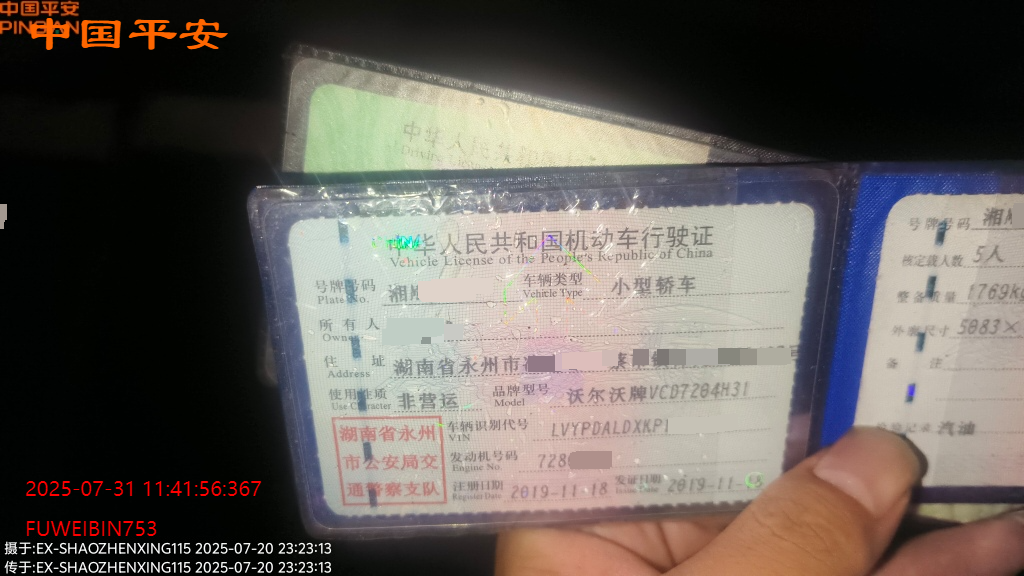 中国平安
中国平安
中华人民共和国机动车行驶证
Vehicle License of the People's Republic of China
号牌号码 湘 车辆类型 小型轿车
Plate No. Vehicle Type
所有人
Owner
住址 湖南省永州市
Address
使用性质 非营运 品牌型号 沃尔沃牌VCD7204H31
Use Character Model
湖南省永州
市公安局交
通警察支队
车辆识别代号 LVYPDALDXKP
VIN
发动机号码 728
Engine No.
注册日期 2019-11-18 发证日期 2019-11-
Register Date Issue Date
号牌号码 湘
核定载人数 5人
整备质量 1769kg
外廓尺寸 5083×
备注
检验记录 汽油
2025-07-31 11:41:56:367
FUWEIBIN753
摄于:EX-SHAOZHENXING115 2025-07-20 23:23:13
传于:EX-SHAOZHENXING115 2025-07-20 23:23:13